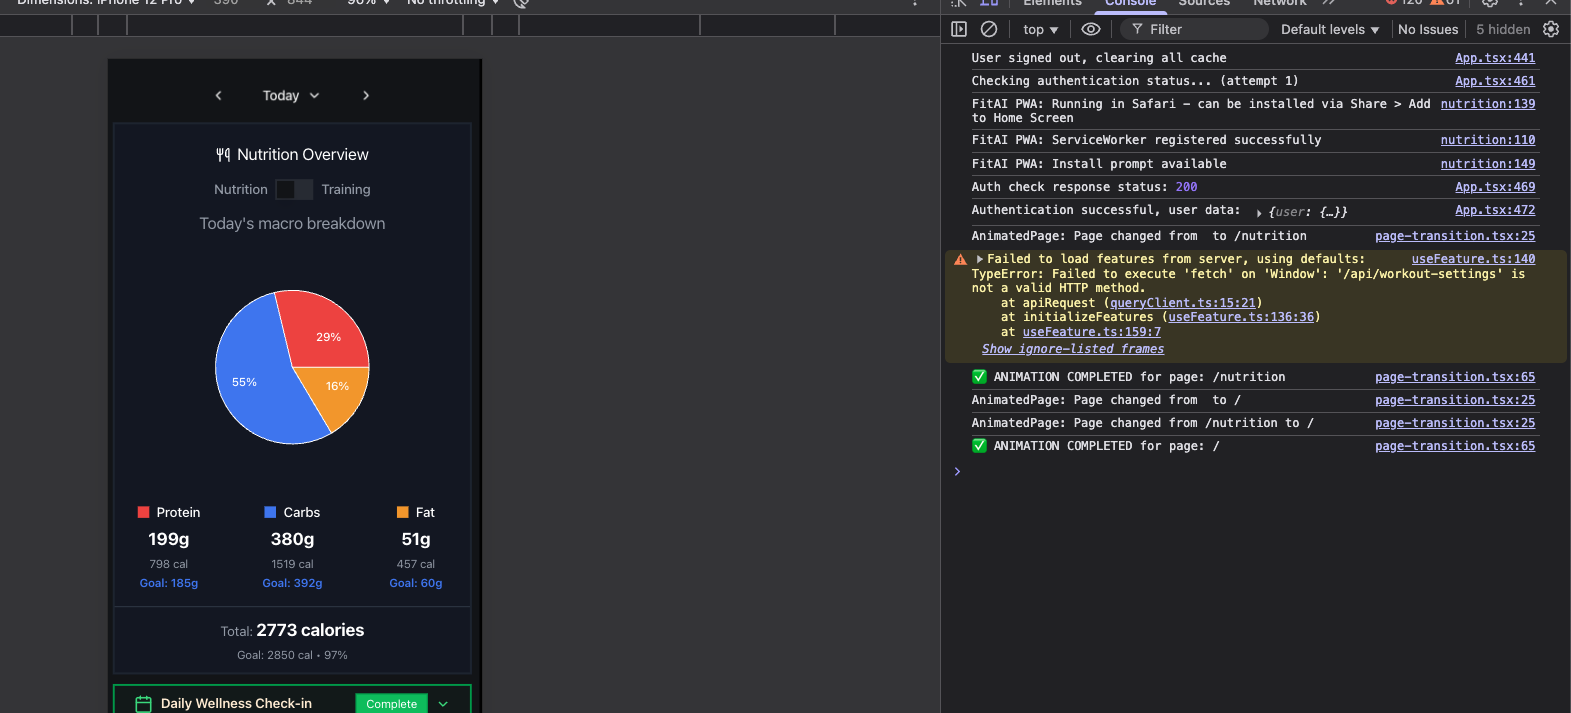 Dimensions: iPhone 12 Pro ▼ 390 x 844 90% ▼ No throttling ▼
Elements Console Sources Network >> 120 61
top ▼ Filter Default levels ▼ No Issues 5 hidden
Today
Nutrition Overview
Nutrition Training
Today's macro breakdown
29%
55%
16%
Protein Carbs Fat
199g 380g 51g
798 cal 1519 cal 457 cal
Goal: 185g Goal: 392g Goal: 60g
Total: 2773 calories
Goal: 2850 cal • 97%
Daily Wellness Check-in Complete
User signed out, clearing all cache App.tsx:441
Checking authentication status... (attempt 1) App.tsx:461
FitAI PWA: Running in Safari - can be installed via Share > Add nutrition:139
to Home Screen
FitAI PWA: ServiceWorker registered successfully nutrition:110
FitAI PWA: Install prompt available nutrition:149
Auth check response status: 200 App.tsx:469
Authentication successful, user data: ▶ {user: {…}} App.tsx:472
AnimatedPage: Page changed from to /nutrition page-transition.tsx:25
▶Failed to load features from server, using defaults: useFeature.ts:140
TypeError: Failed to execute 'fetch' on 'Window': '/api/workout-settings' is
not a valid HTTP method.
at apiRequest (queryClient.ts:15:21)
at initializeFeatures (useFeature.ts:136:36)
at useFeature.ts:159:7
Show ignore-listed frames
✅ ANIMATION COMPLETED for page: /nutrition page-transition.tsx:65
AnimatedPage: Page changed from to / page-transition.tsx:25
AnimatedPage: Page changed from /nutrition to / page-transition.tsx:25
✅ ANIMATION COMPLETED for page: / page-transition.tsx:65